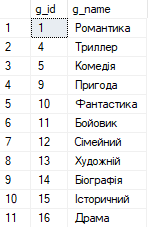 g_id g_name
1 1 Романтика
2 4 Триллер
3 5 Комедія
4 9 Пригода
5 10 Фантастика
6 11 Бойовик
7 12 Сімейний
8 13 Художній
9 14 Біографія
10 15 Історичний
11 16 Драма